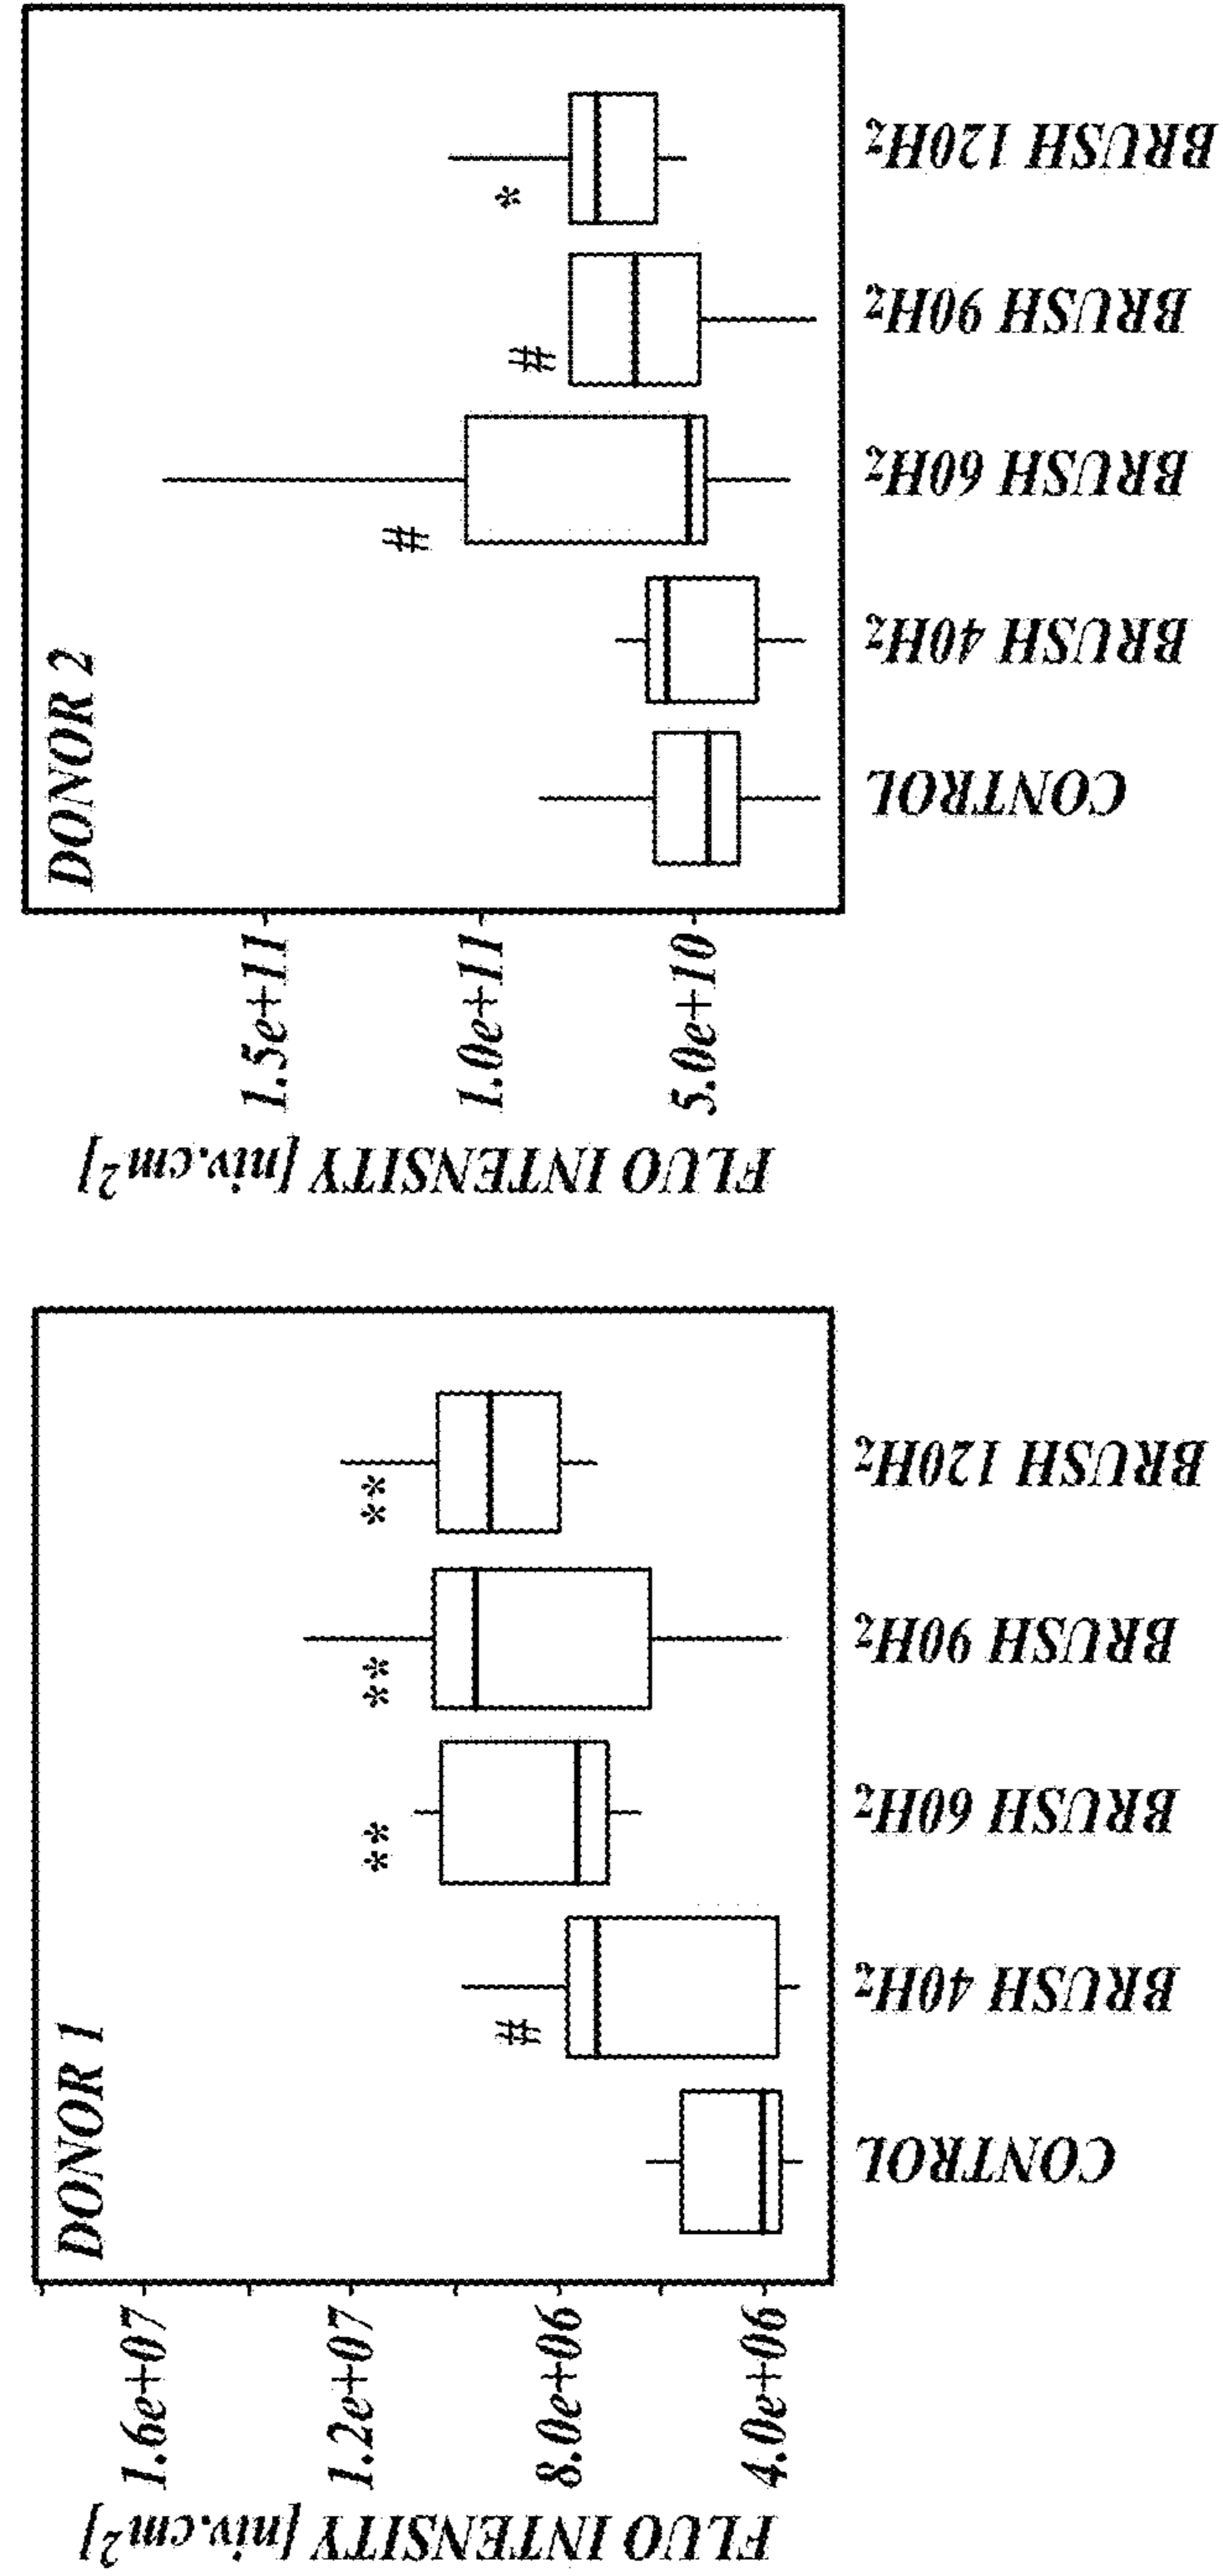 DONOR 1
FLUO INTENSITY [niv.cm²]
1.6e+07
1.2e+07
8.0e+06
4.0e+06
#
**
**
**
CONTROL
BRUSH 40Hz
BRUSH 60Hz
BRUSH 90Hz
BRUSH 120Hz
DONOR 2
FLUO INTENSITY [niv.cm²]
1.5e+11
1.0e+11
5.0e+10
#
#
*
CONTROL
BRUSH 40Hz
BRUSH 60Hz
BRUSH 90Hz
BRUSH 120Hz